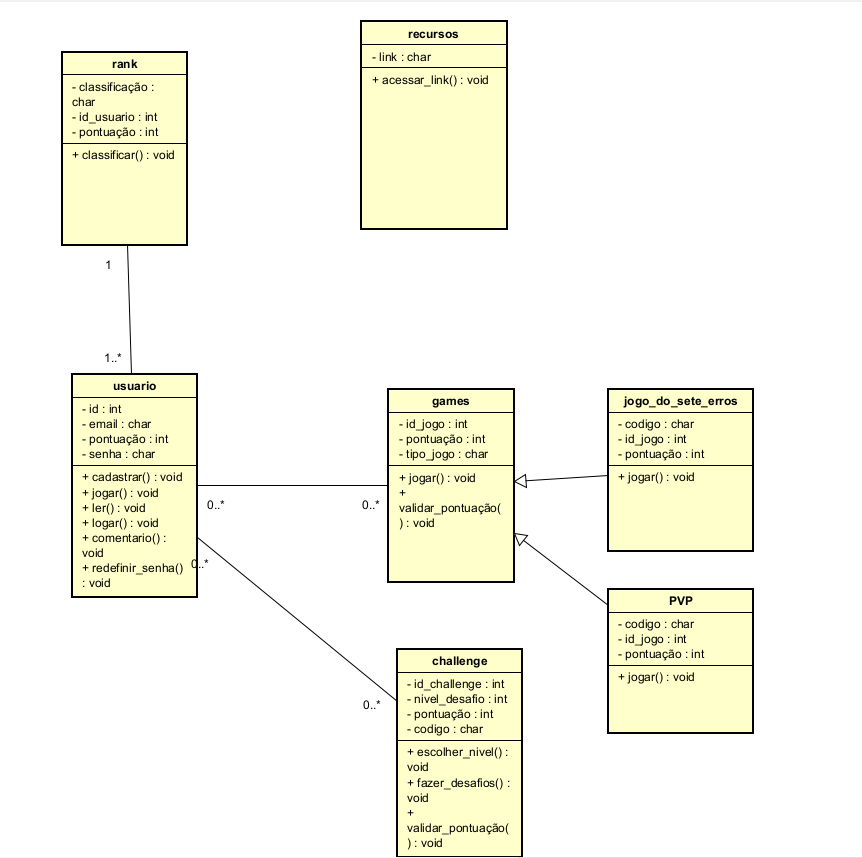 recursos
- link : char
+ acessar_link() : void
rank
- classificação :
char
- id_usuario : int
- pontuação : int
+ classificar() : void
1
1..*
usuario
- id : int
- email : char
- pontuação : int
- senha : char
+ cadastrar() : void
+ jogar() : void
+ ler() : void
+ logar() : void
+ comentario() :
void
+ redefinir_senha()
: void
0..*
0..*
0..*
0..*
games
- id_jogo : int
- pontuação : int
- tipo_jogo : char
+ jogar() : void
+
validar_pontuação(
) : void
jogo_do_sete_erros
- codigo : char
- id_jogo : int
- pontuação : int
+ jogar() : void
PVP
- codigo : char
- id_jogo : int
- pontuação : int
+ jogar() : void
challenge
- id_challenge : int
- nivel_desafio : int
- pontuação : int
- codigo : char
+ escolher_nivel() :
void
+ fazer_desafios() :
void
+
validar_pontuação(
) : void